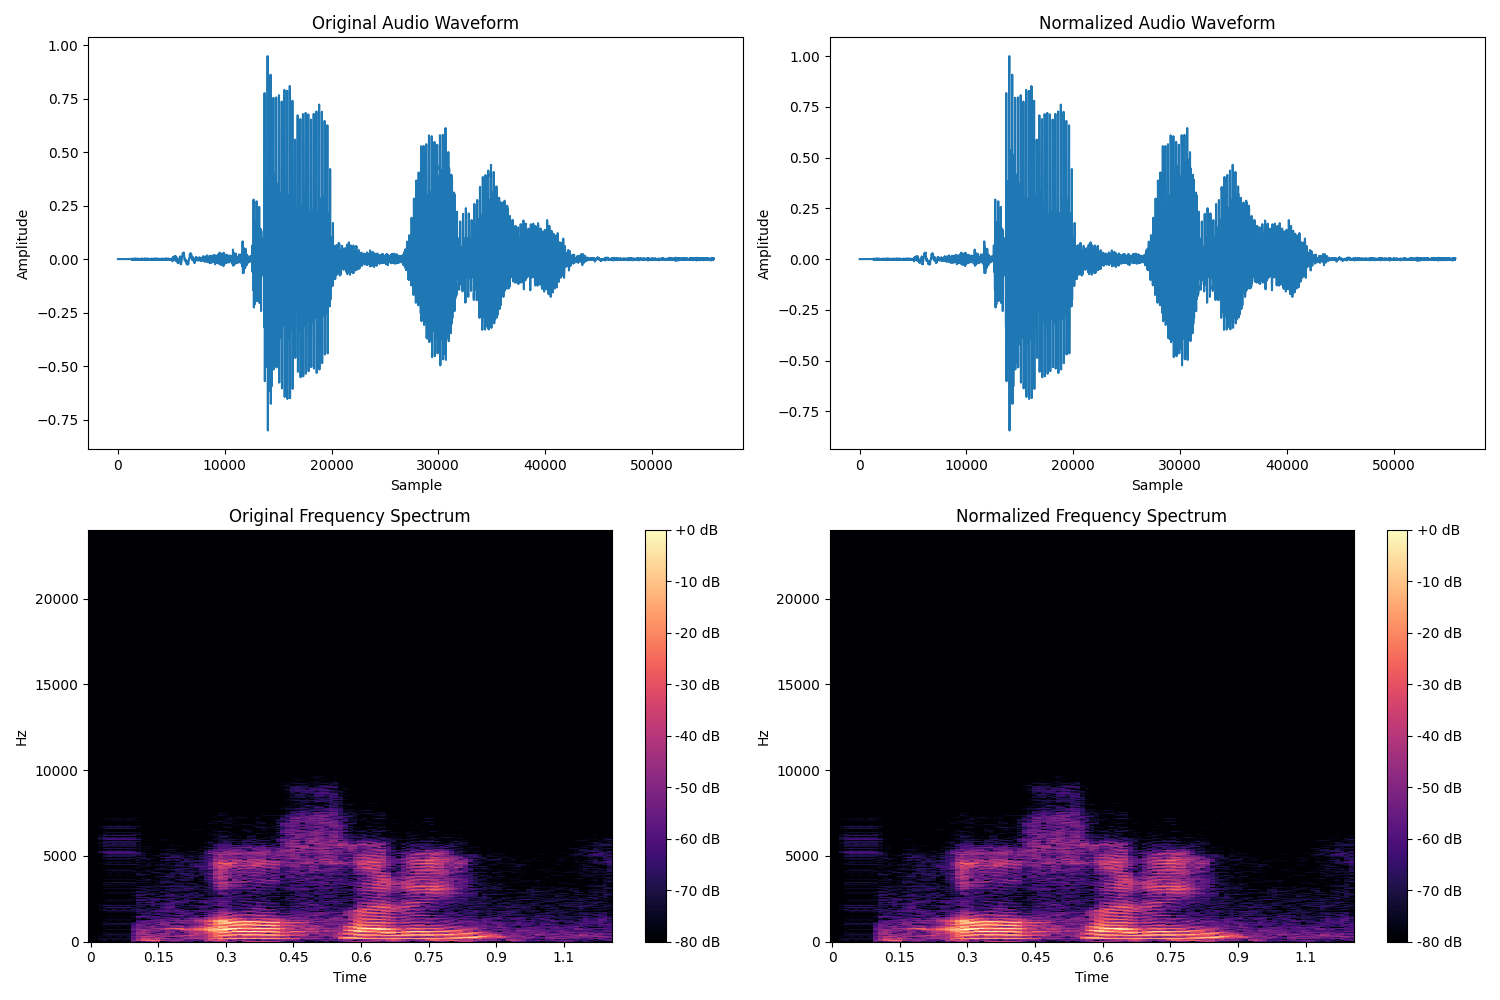 Original Audio Waveform
1.00
0.75
0.50
0.25
0.00
−0.25
−0.50
−0.75
Amplitude
0 10000 20000 30000 40000 50000
Sample
Normalized Audio Waveform
1.00
0.75
0.50
0.25
0.00
−0.25
−0.50
−0.75
Amplitude
0 10000 20000 30000 40000 50000
Sample
Original Frequency Spectrum
20000
15000
10000
5000
0
Hz
0 0.15 0.3 0.45 0.6 0.75 0.9 1.1
Time
+0 dB
-10 dB
-20 dB
-30 dB
-40 dB
-50 dB
-60 dB
-70 dB
-80 dB
Normalized Frequency Spectrum
20000
15000
10000
5000
0
Hz
0 0.15 0.3 0.45 0.6 0.75 0.9 1.1
Time
+0 dB
-10 dB
-20 dB
-30 dB
-40 dB
-50 dB
-60 dB
-70 dB
-80 dB